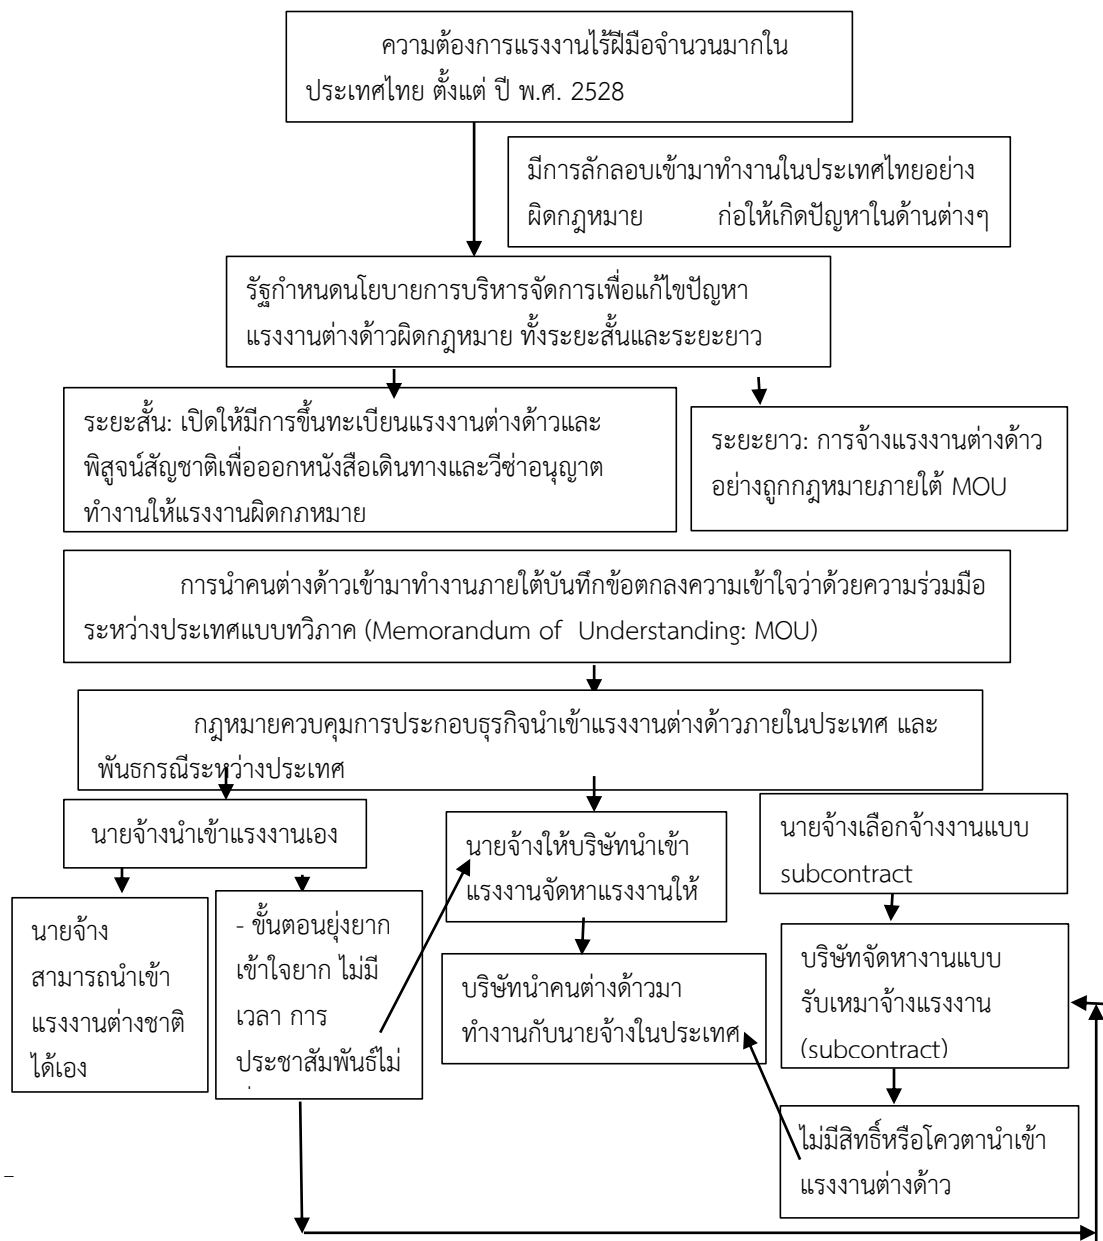 ความต้องการแรงงานไร้ฝีมือจำนวนมากใน
ประเทศไทย ตั้งแต่ ปี พ.ศ. 2528
มีการลักลอบเข้ามาทำงานในประเทศไทยอย่าง
ผิดกฎหมาย ก่อให้เกิดปัญหาในด้านต่างๆ
รัฐกำหนดนโยบายการบริหารจัดการเพื่อแก้ไขปัญหา
แรงงานต่างด้าวผิดกฎหมาย ทั้งระยะสั้นและระยะยาว
ระยะสั้น: เปิดให้มีการขึ้นทะเบียนแรงงานต่างด้าวและ
พิสูจน์สัญชาติเพื่อออกหนังสือเดินทางและวีซ่าอนุญาต
ทำงานให้แรงงานผิดกภหมาย
ระยะยาว: การจ้างแรงงานต่างด้าว
อย่างถูกกฎหมายภายใต้ MOU
การนำคนต่างด้าวเข้ามาทำงานภายใต้บันทึกข้อตกลงความเข้าใจว่าด้วยความร่วมมือ
ระหว่างประเทศแบบทวิภาค (Memorandum of Understanding: MOU)
กฎหมายควบคุมการประกอบธุรกิจนำเข้าแรงงานต่างด้าวภายในประเทศ และ
พันธกรณีระหว่างประเทศ
นายจ้างนำเข้าแรงงานเอง
นายจ้างให้บริษัทนำเข้า
แรงงานจัดหาแรงงานให้
นายจ้างเลือกจ้างงานแบบ
subcontract
นายจ้าง
สามารถนำเข้า
แรงงานต่างชาติ
ได้เอง
- ขั้นตอนยุ่งยาก
เข้าใจยาก ไม่มี
เวลา การ
ประชาสัมพันธ์ไม่
บริษัทนำคนต่างด้าวมา
ทำงานกับนายจ้างในประเทศ
บริษัทจัดหางานแบบ
รับเหมาจ้างแรงงาน
(subcontract)
ไม่มีสิทธิ์หรือโควตานำเข้า
แรงงานต่างด้าว
–